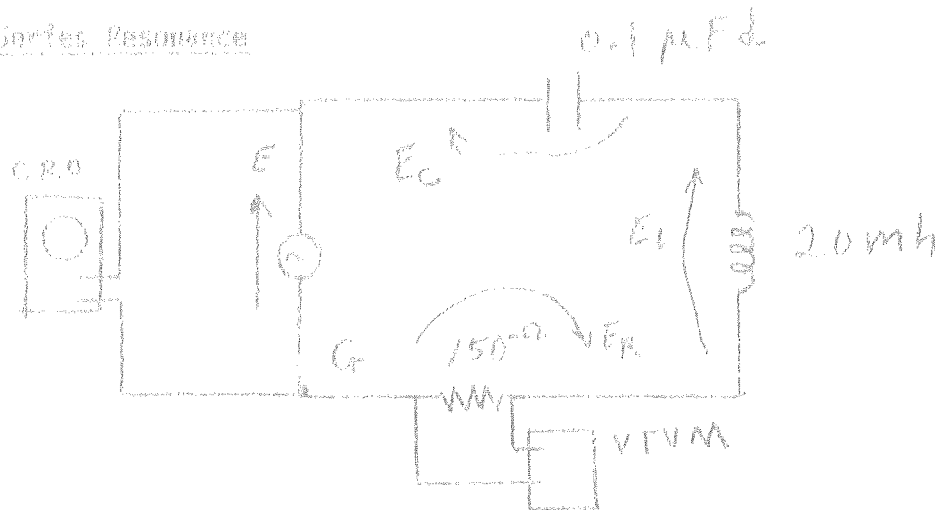 Series Resonance
0.1 μFd.
C.R.O
E
EC
EL
20mh
G
150Ω
ER
VTVM